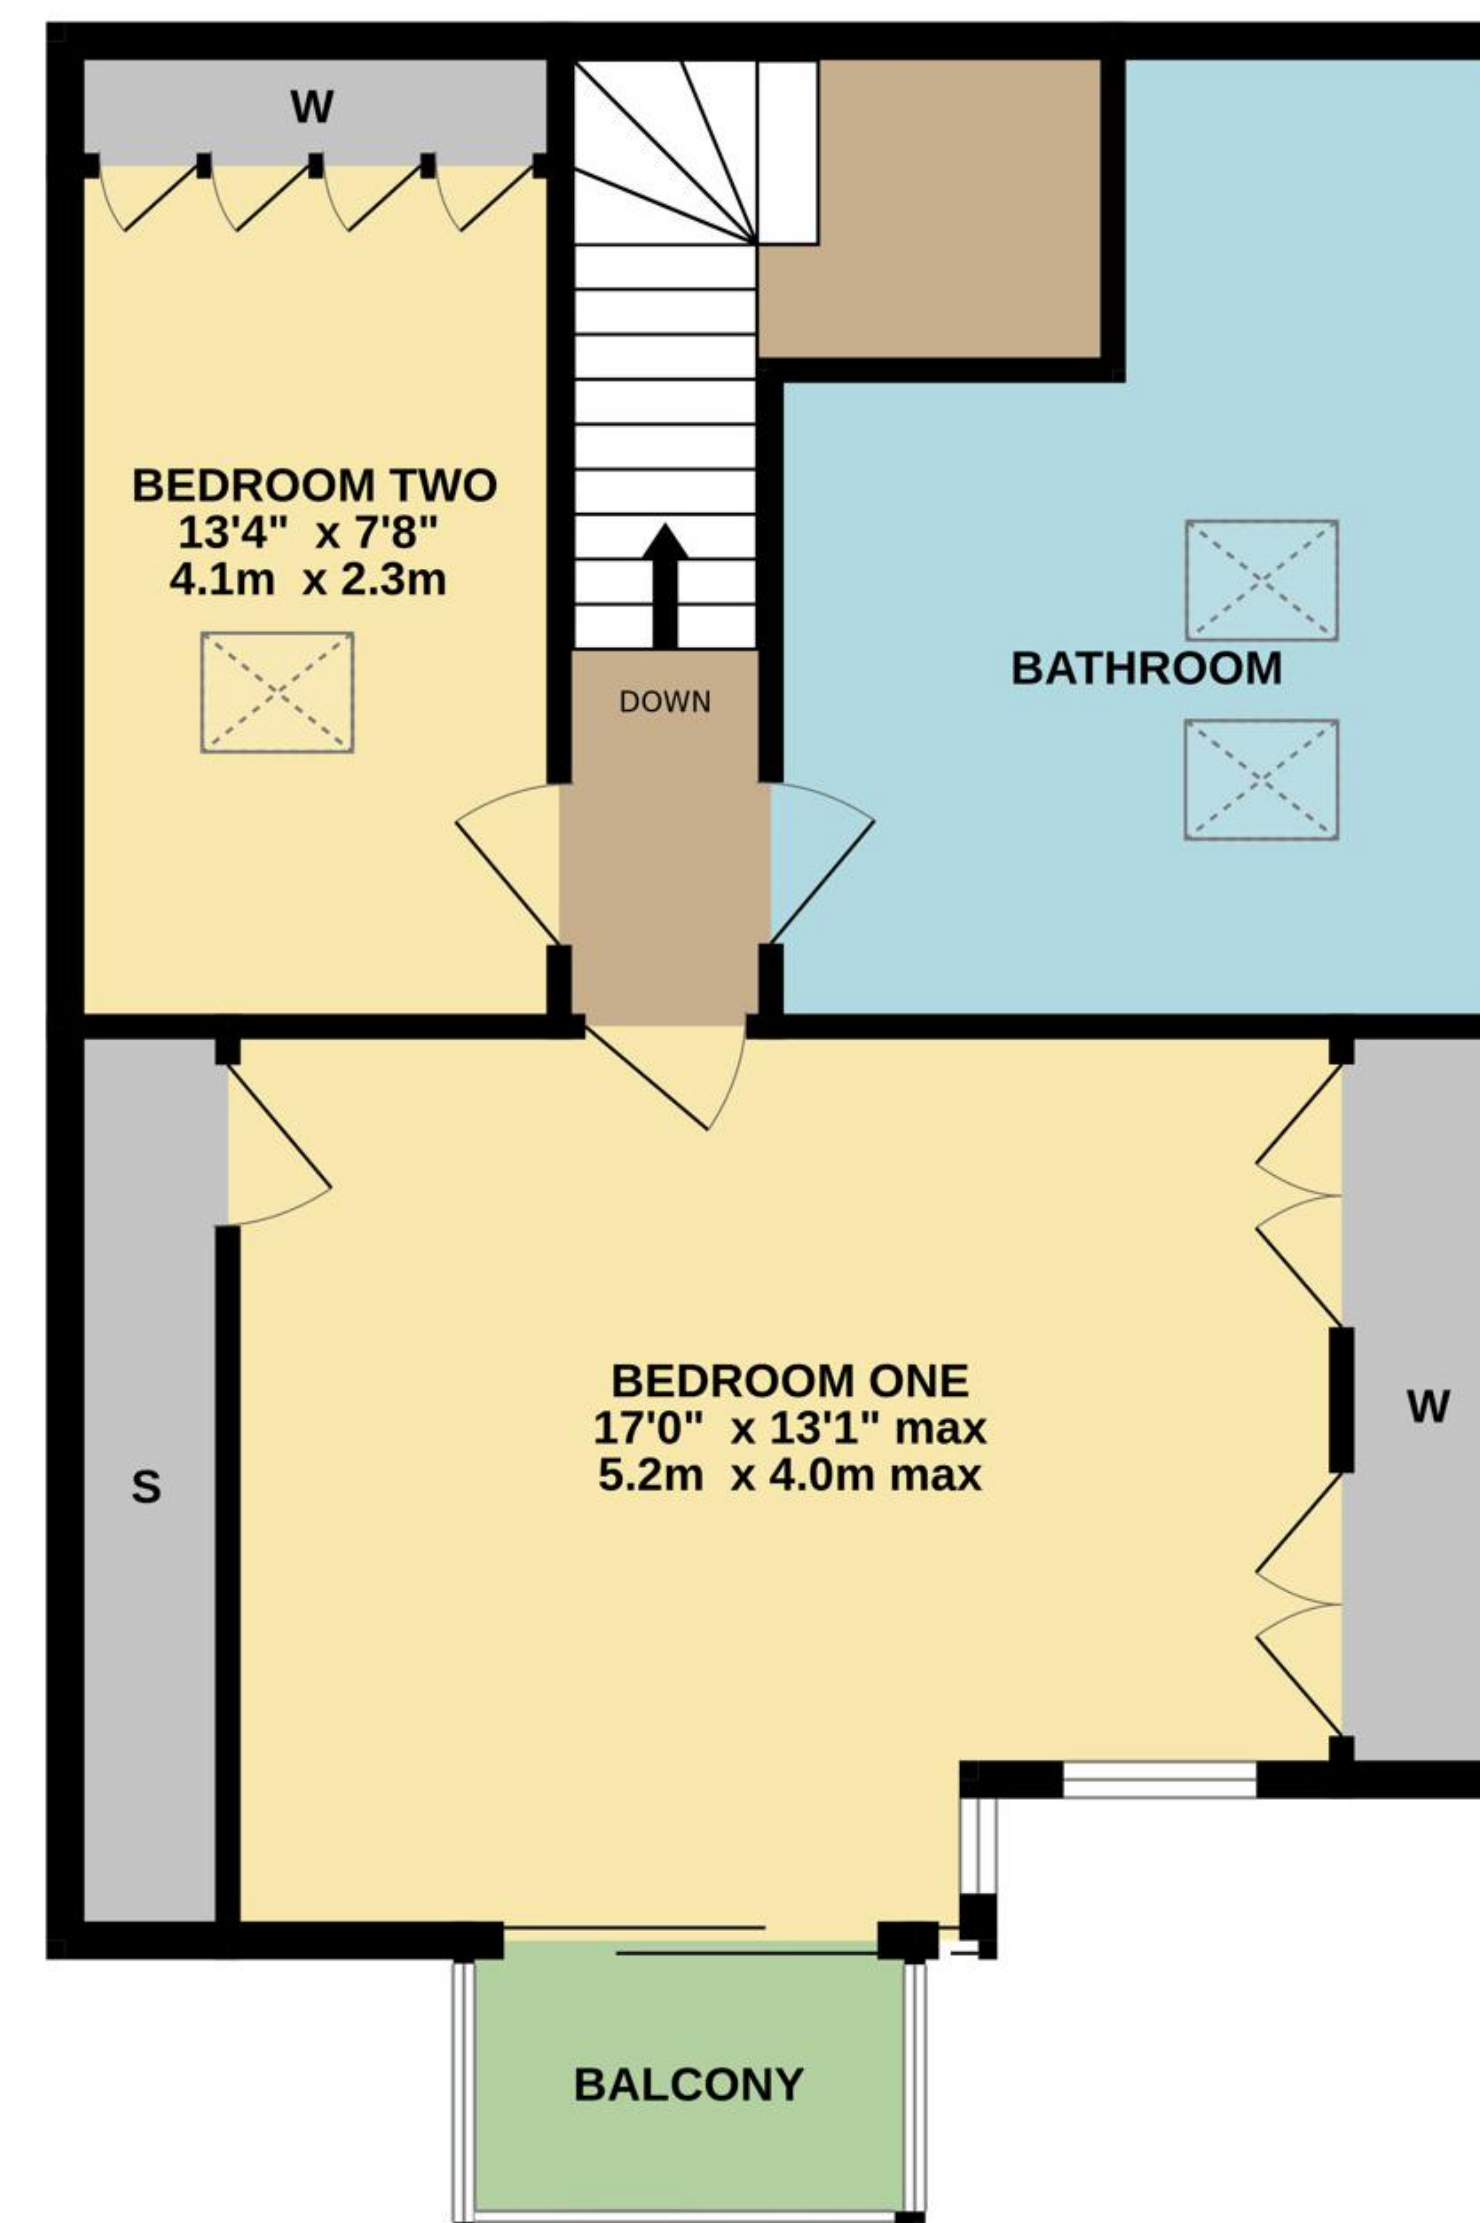 W
BEDROOM TWO
13'4" x 7'8"
4.1m x 2.3m
BATHROOM
DOWN
BEDROOM ONE
17'0" x 13'1" max
5.2m x 4.0m max
W
S
BALCONY